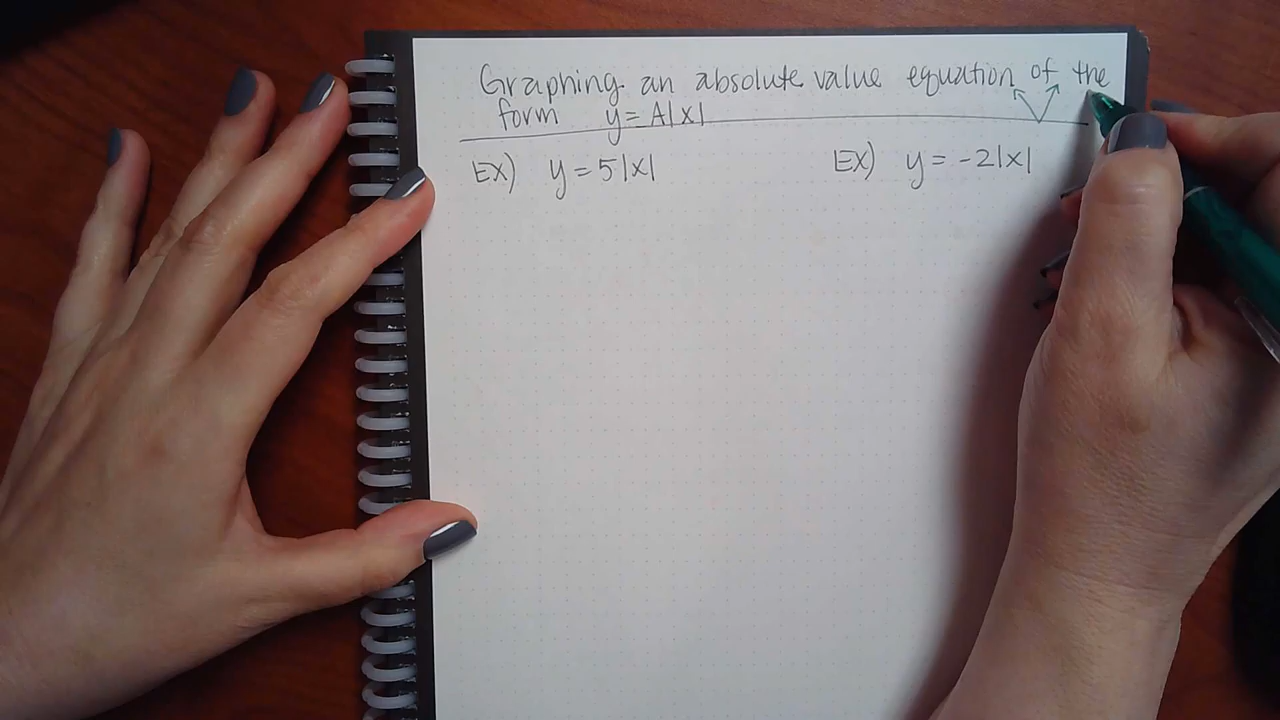 Graphing an absolute value equation of the
form y = A|x|
EX) y = 5|x|
EX) y = -2|x|